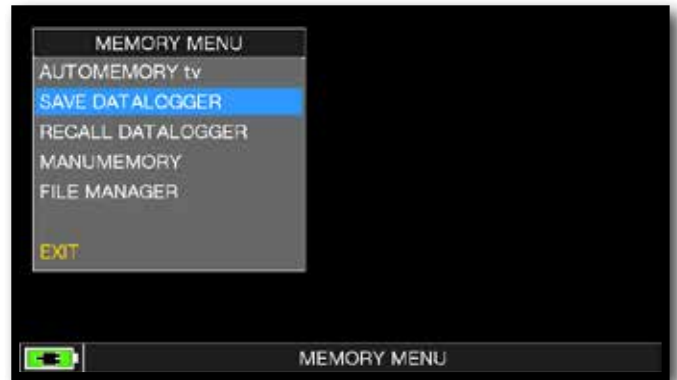 MEMORY MENU
AUTOMEMORY tv
SAVE DATALOGGER
RECALL DATALOGGER
MANUMEMORY
FILE MANAGER
EXIT
MEMORY MENU